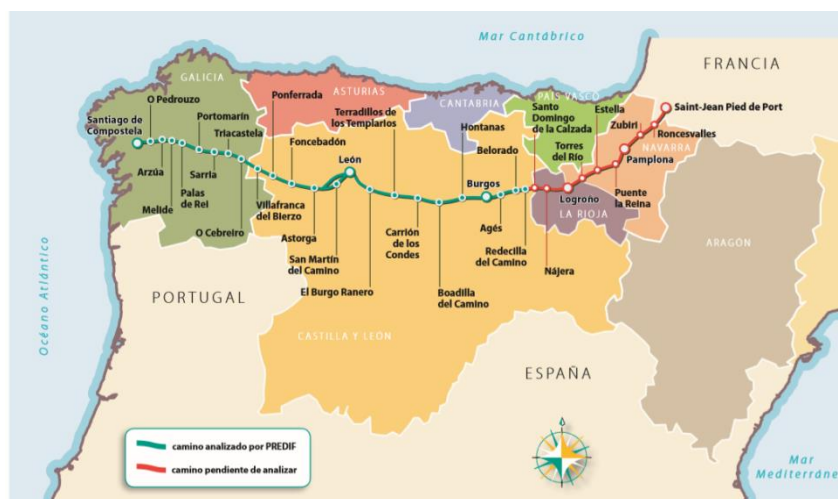 Mar Cantábrico
FRANCIA
GALICIA
ASTURIAS
CANTABRIA
PAÍS VASCO
NAVARRA
Saint-Jean Pied de Port
Roncesvalles
Zubiri
Pamplona
Estella
Puente
la Reina
Torres
del Río
Logroño
LA RIOJA
Santo
Domingo
de la Calzada
Nájera
Redecilla
del Camino
Belorado
Agés
Burgos
Hontanas
Boadilla
del Camino
Carrión
de los
Condes
Terradillos de
los Templarios
El Burgo Ranero
León
San Martín
del Camino
Astorga
Foncebadón
Ponferrada
Villafranca
del Bierzo
O Cebreiro
Triacastela
Sarria
Portomarín
Palas
de Rei
Melide
Arzúa
O Pedrouzo
Santiago de
Compostela
ARAGÓN
CASTILLA Y LEÓN
PORTUGAL
ESPAÑA
Océano Atlántico
Mar
Mediterráne
camino analizado por PREDIF
camino pendiente de analizar